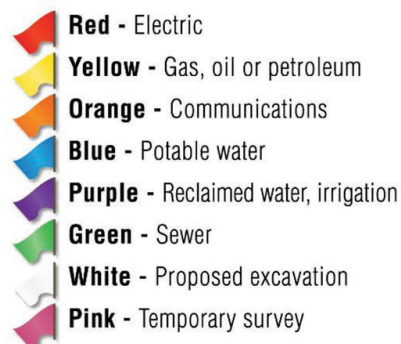 Red - Electric
Yellow - Gas, oil or petroleum
Orange - Communications
Blue - Potable water
Purple - Reclaimed water, irrigation
Green - Sewer
White - Proposed excavation
Pink - Temporary survey